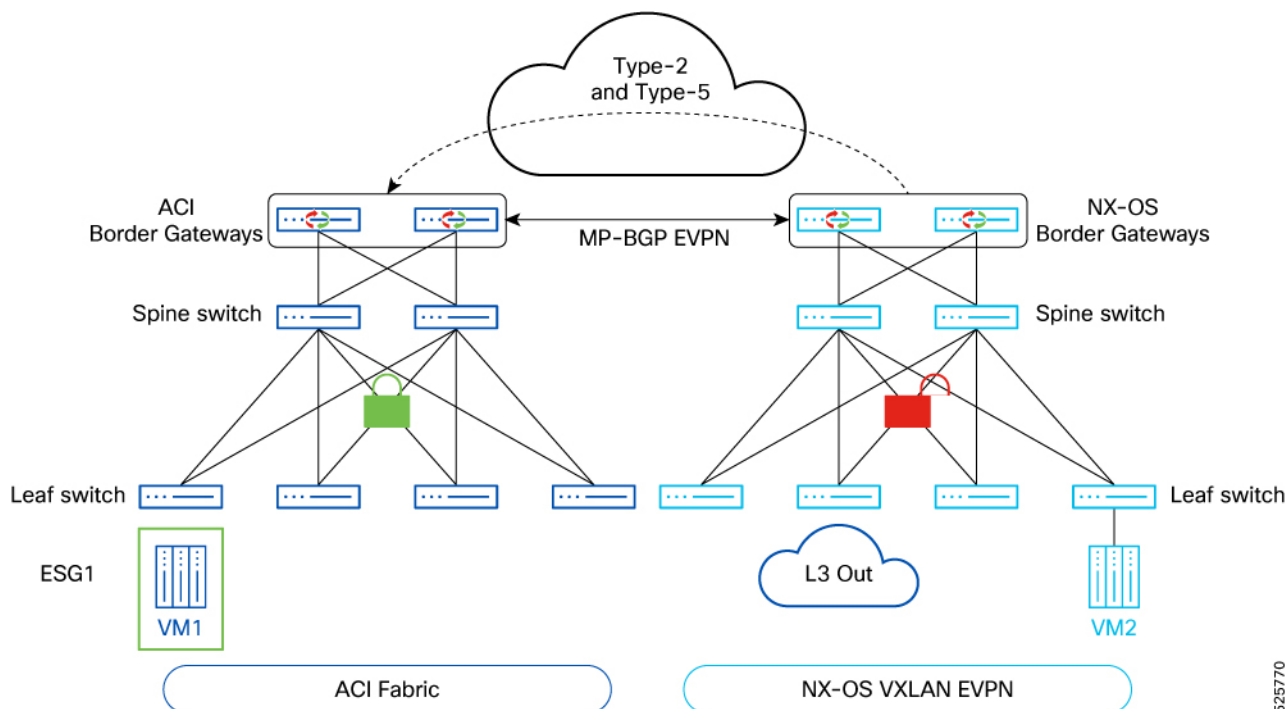 Type-2
and Type-5
ACI
Border Gateways
MP-BGP EVPN
NX-OS
Border Gateways
Spine switch
Spine switch
Leaf switch
Leaf switch
ESG1
VM1
L3 Out
VM2
ACI Fabric
NX-OS VXLAN EVPN
525770